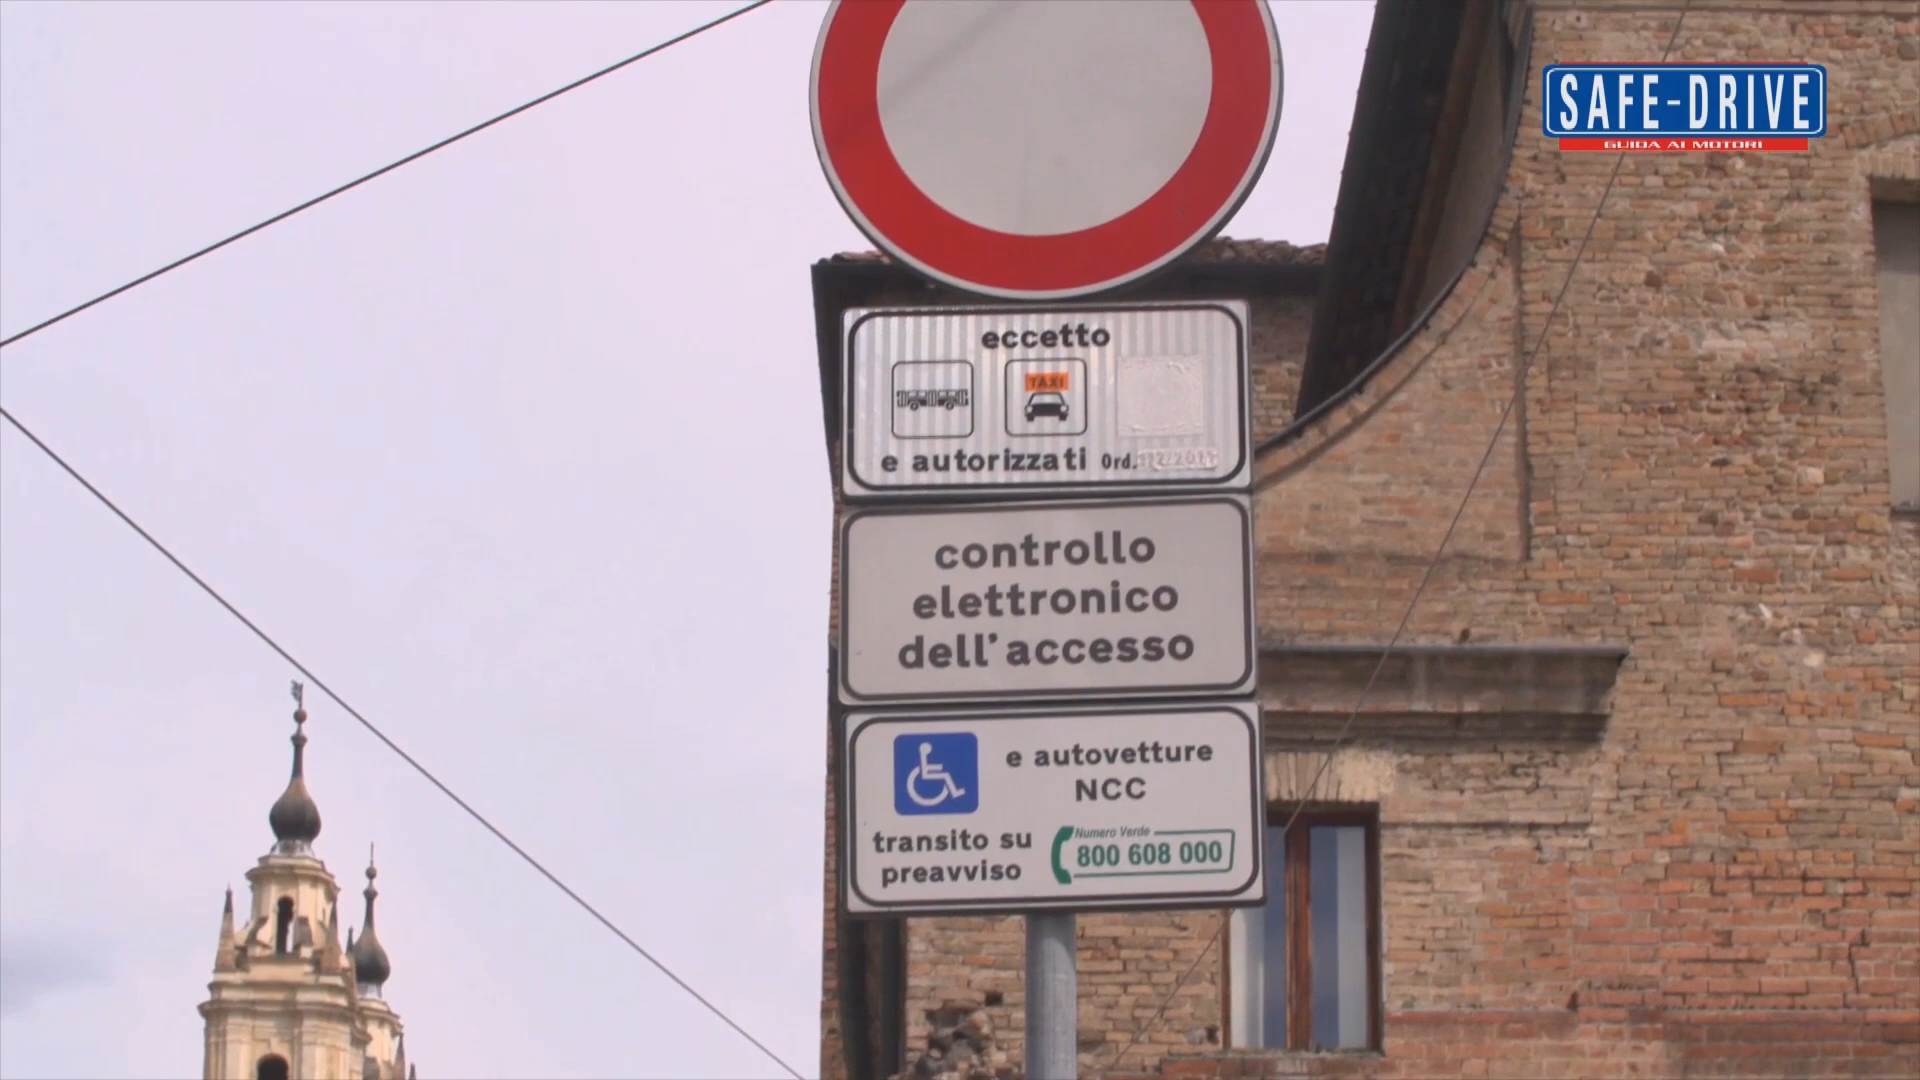 SAFE-DRIVE
GUIDA AI MOTORI
eccetto
TAXI
e autorizzati Ord.
controllo
elettronico
dell'accesso
e autovetture
NCC
transito su
preavviso
Numero Verde
800 608 000